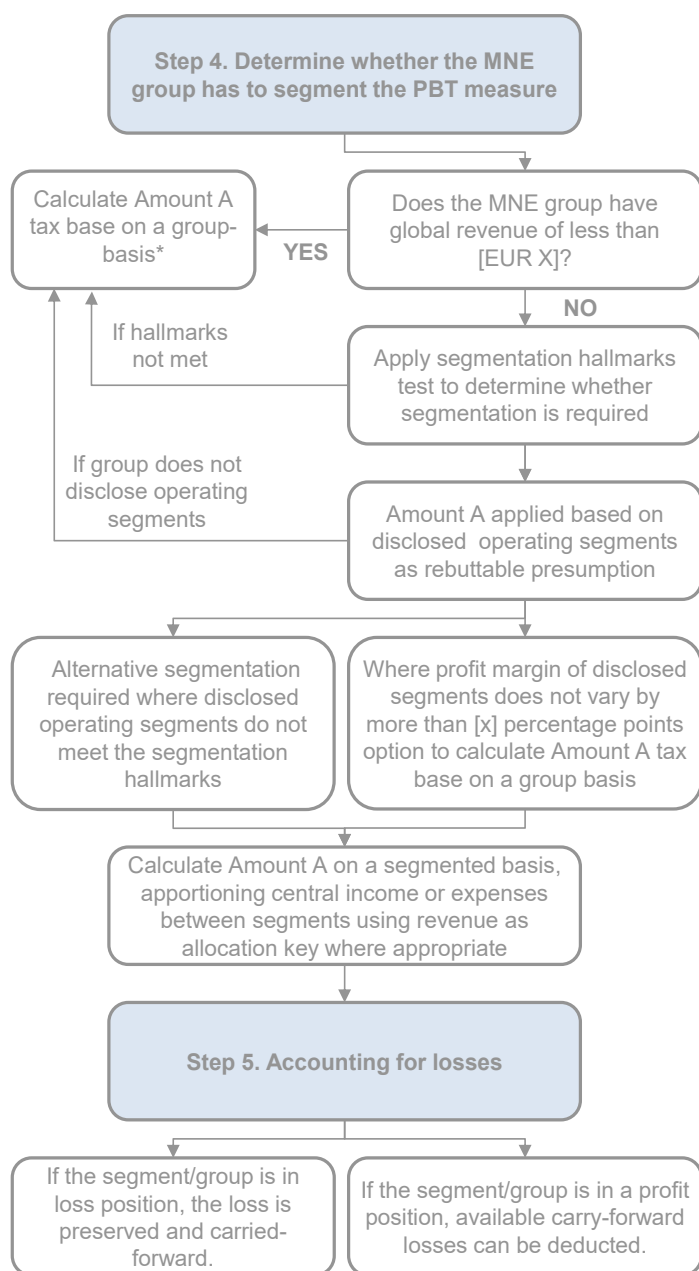 Step 4. Determine whether the MNE
group has to segment the PBT measure
Calculate Amount A
tax base on a group-
basis*
YES
Does the MNE group have
global revenue of less than
[EUR X]?
NO
If hallmarks
not met
Apply segmentation hallmarks
test to determine whether
segmentation is required
If group does not
disclose operating
segments
Amount A applied based on
disclosed operating segments
as rebuttable presumption
Alternative segmentation
required where disclosed
operating segments do not
meet the segmentation
hallmarks
Where profit margin of disclosed
segments does not vary by
more than [x] percentage points
option to calculate Amount A tax
base on a group basis
Calculate Amount A on a segmented basis,
apportioning central income or expenses
between segments using revenue as
allocation key where appropriate
Step 5. Accounting for losses
If the segment/group is in
loss position, the loss is
preserved and carried-
forward.
If the segment/group is in a profit
position, available carry-forward
losses can be deducted.